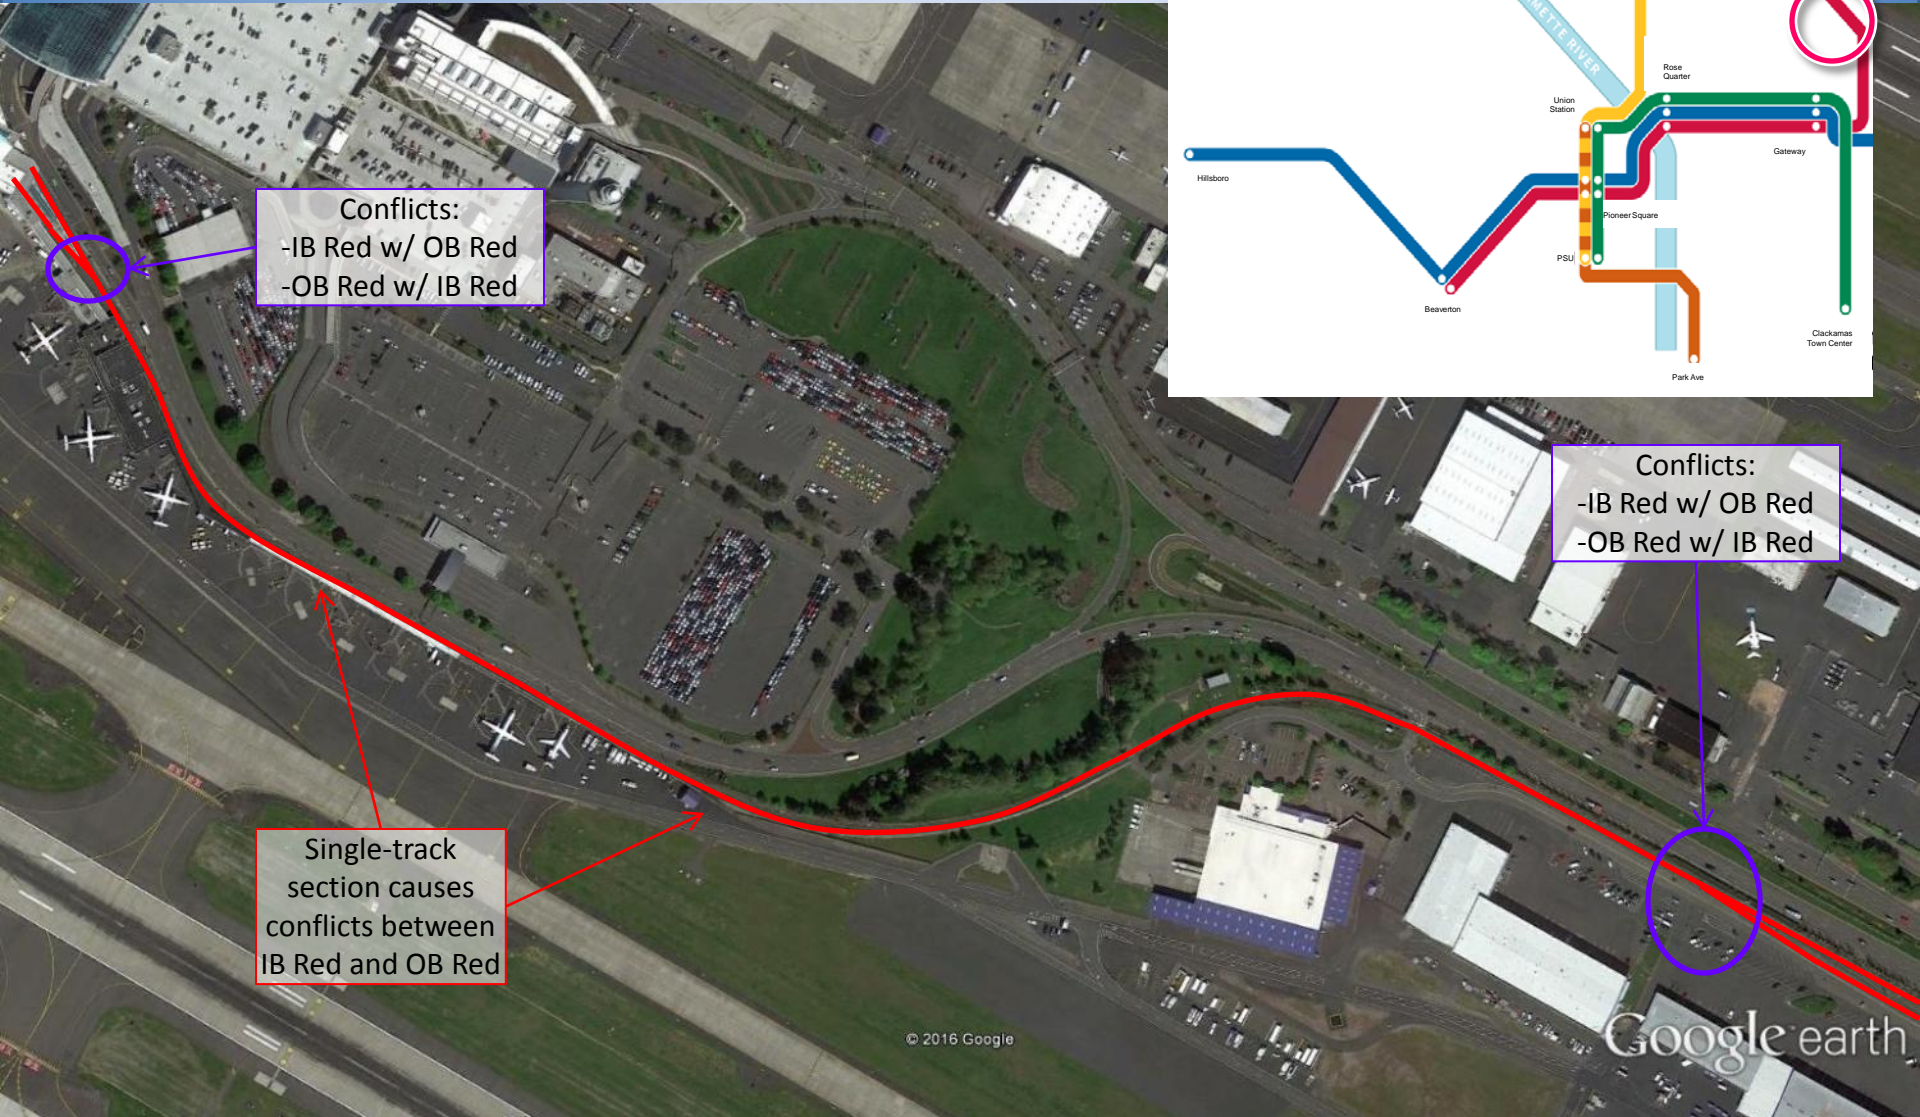 METTE RIVER
Rose
Quarter
Union
Station
Gateway
Hillsboro
Pioneer Square
PSU
Beaverton
Clackamas
Town Center
Park Ave
Conflicts:
-IB Red w/ OB Red
-OB Red w/ IB Red
Conflicts:
-IB Red w/ OB Red
-OB Red w/ IB Red
Single-track
section causes
conflicts between
IB Red and OB Red
© 2016 Google
Google earth